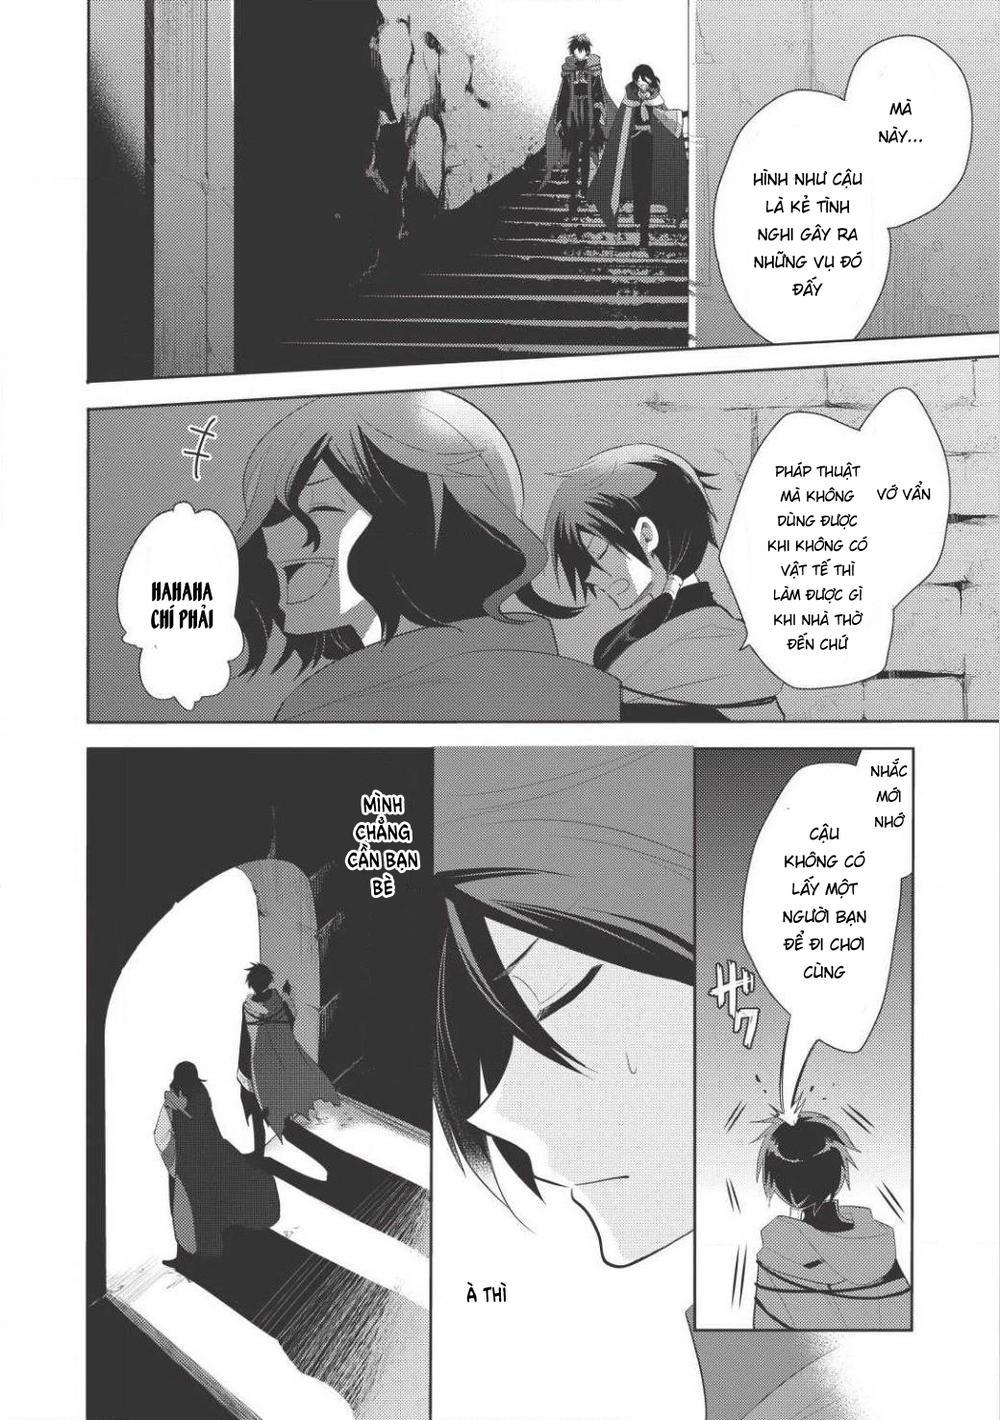 MÀ
NÀY...
HÌNH NHƯ CẬU
LÀ KẺ TÌNH
NGHI GÂY RA
NHỮNG VỤ ĐÓ
ĐẤY
VỚ VẨN
PHÁP THUẬT
MÀ KHÔNG
DÙNG ĐƯỢC
KHI KHÔNG CÓ
VẬT TẾ THÌ
LÀM ĐƯỢC GÌ
KHI NHÀ THỜ
ĐẾN CHỨ
HAHAHA
CHÍ PHẢI
NHẮC
MỚI
NHỚ
CẬU
KHÔNG CÓ
LẤY MỘT
NGƯỜI BẠN
ĐỂ ĐI CHƠI
CÙNG
ザク
À THÌ
MÌNH
CHẲNG
CẦN BẠN
BÈ